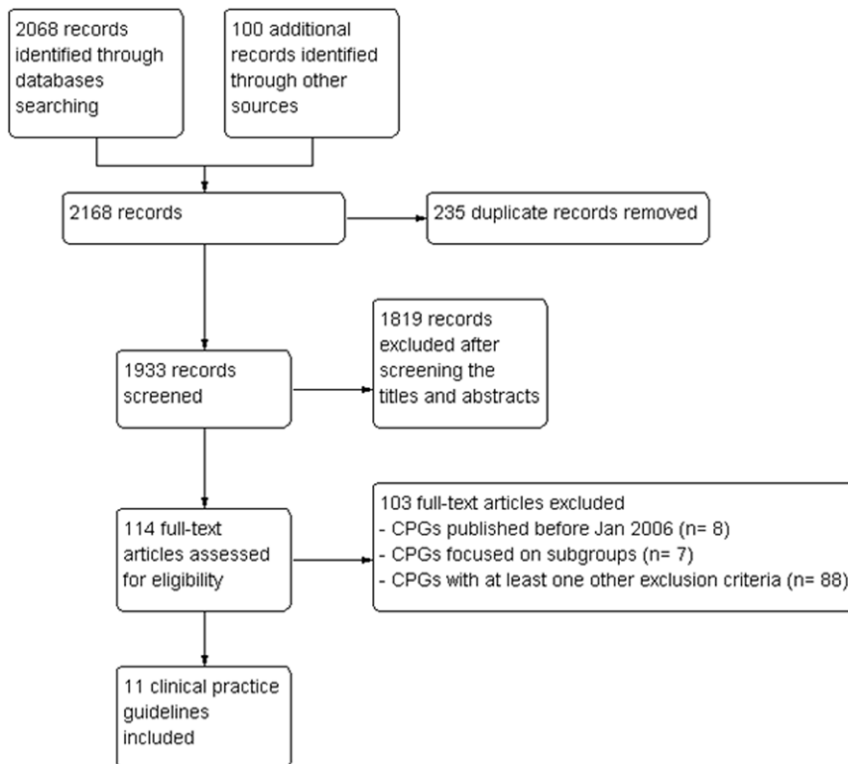 2068 records
identified through
databases
searching
100 additional
records identified
through other
sources
2168 records
235 duplicate records removed
1933 records
screened
1819 records
excluded after
screening the
titles and abstracts
114 full-text
articles assessed
for eligibility
103 full-text articles excluded
- CPGs published before Jan 2006 (n= 8)
- CPGs focused on subgroups (n= 7)
- CPGs with at least one other exclusion criteria (n= 88)
11 clinical practice
guidelines
included